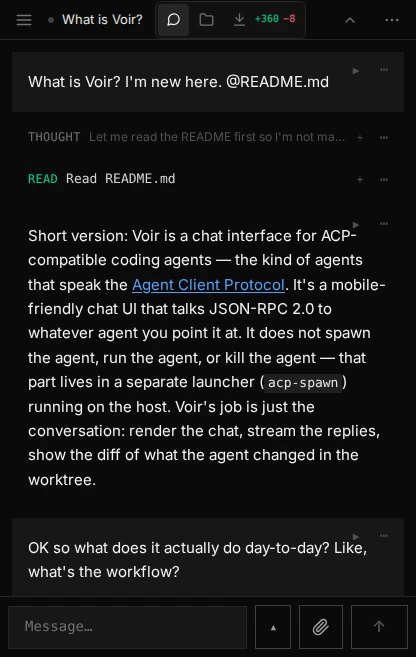 What is Voir?
+360 −8
What is Voir? I'm new here. @README.md
THOUGHT Let me read the README first so I'm not ma…
READ Read README.md
Short version: Voir is a chat interface for ACP-
compatible coding agents — the kind of agents
that speak the Agent Client Protocol. It's a mobile-
friendly chat UI that talks JSON-RPC 2.0 to
whatever agent you point it at. It does not spawn
the agent, run the agent, or kill the agent — that
part lives in a separate launcher (acp-spawn)
running on the host. Voir's job is just the
conversation: render the chat, stream the replies,
show the diff of what the agent changed in the
worktree.
OK so what does it actually do day-to-day? Like,
what's the workflow?
Message…